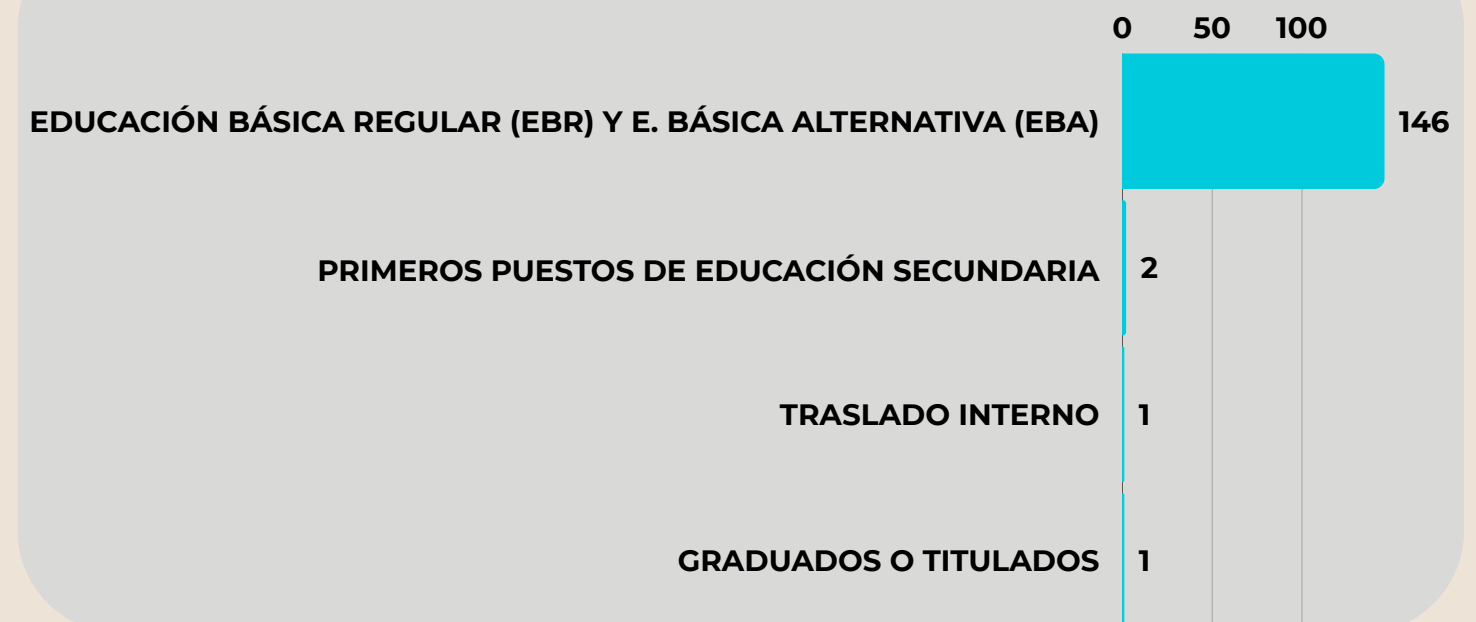 0 50 100
EDUCACIÓN BÁSICA REGULAR (EBR) Y E. BÁSICA ALTERNATIVA (EBA) 146
PRIMEROS PUESTOS DE EDUCACIÓN SECUNDARIA 2
TRASLADO INTERNO 1
GRADUADOS O TITULADOS 1